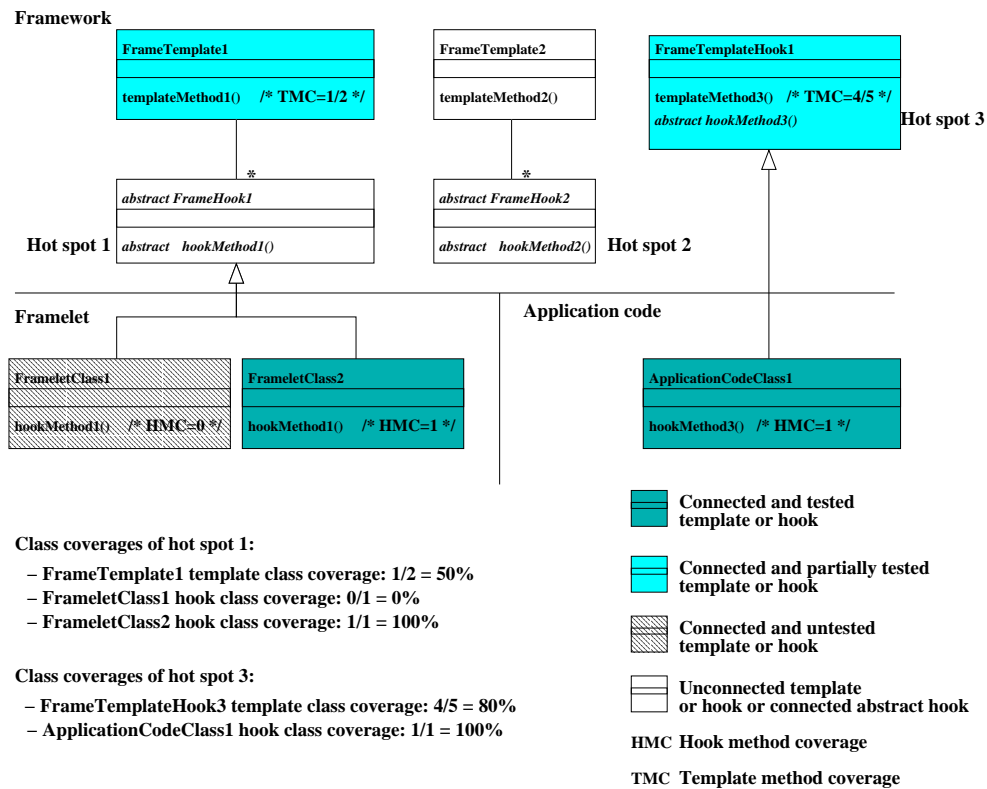 Framework
FrameTemplate1
templateMethod1() /* TMC=1/2 */
FrameTemplate2
templateMethod2()
FrameTemplateHook1
templateMethod3() /* TMC=4/5 */
abstract hookMethod3()
Hot spot 3
*
abstract FrameHook1
abstract hookMethod1()
Hot spot 1
*
abstract FrameHook2
abstract hookMethod2()
Hot spot 2
Framelet
Application code
FrameletClass1
hookMethod1() /* HMC=0 */
FrameletClass2
hookMethod1() /* HMC=1 */
ApplicationCodeClass1
hookMethod3() /* HMC=1 */
Class coverages of hot spot 1:
– FrameTemplate1 template class coverage: 1/2 = 50%
– FrameletClass1 hook class coverage: 0/1 = 0%
– FrameletClass2 hook class coverage: 1/1 = 100%
Class coverages of hot spot 3:
– FrameTemplateHook3 template class coverage: 4/5 = 80%
– ApplicationCodeClass1 hook class coverage: 1/1 = 100%
Connected and tested
template or hook
Connected and partially tested
template or hook
Connected and untested
template or hook
Unconnected template
or hook or connected abstract hook
HMC Hook method coverage
TMC Template method coverage